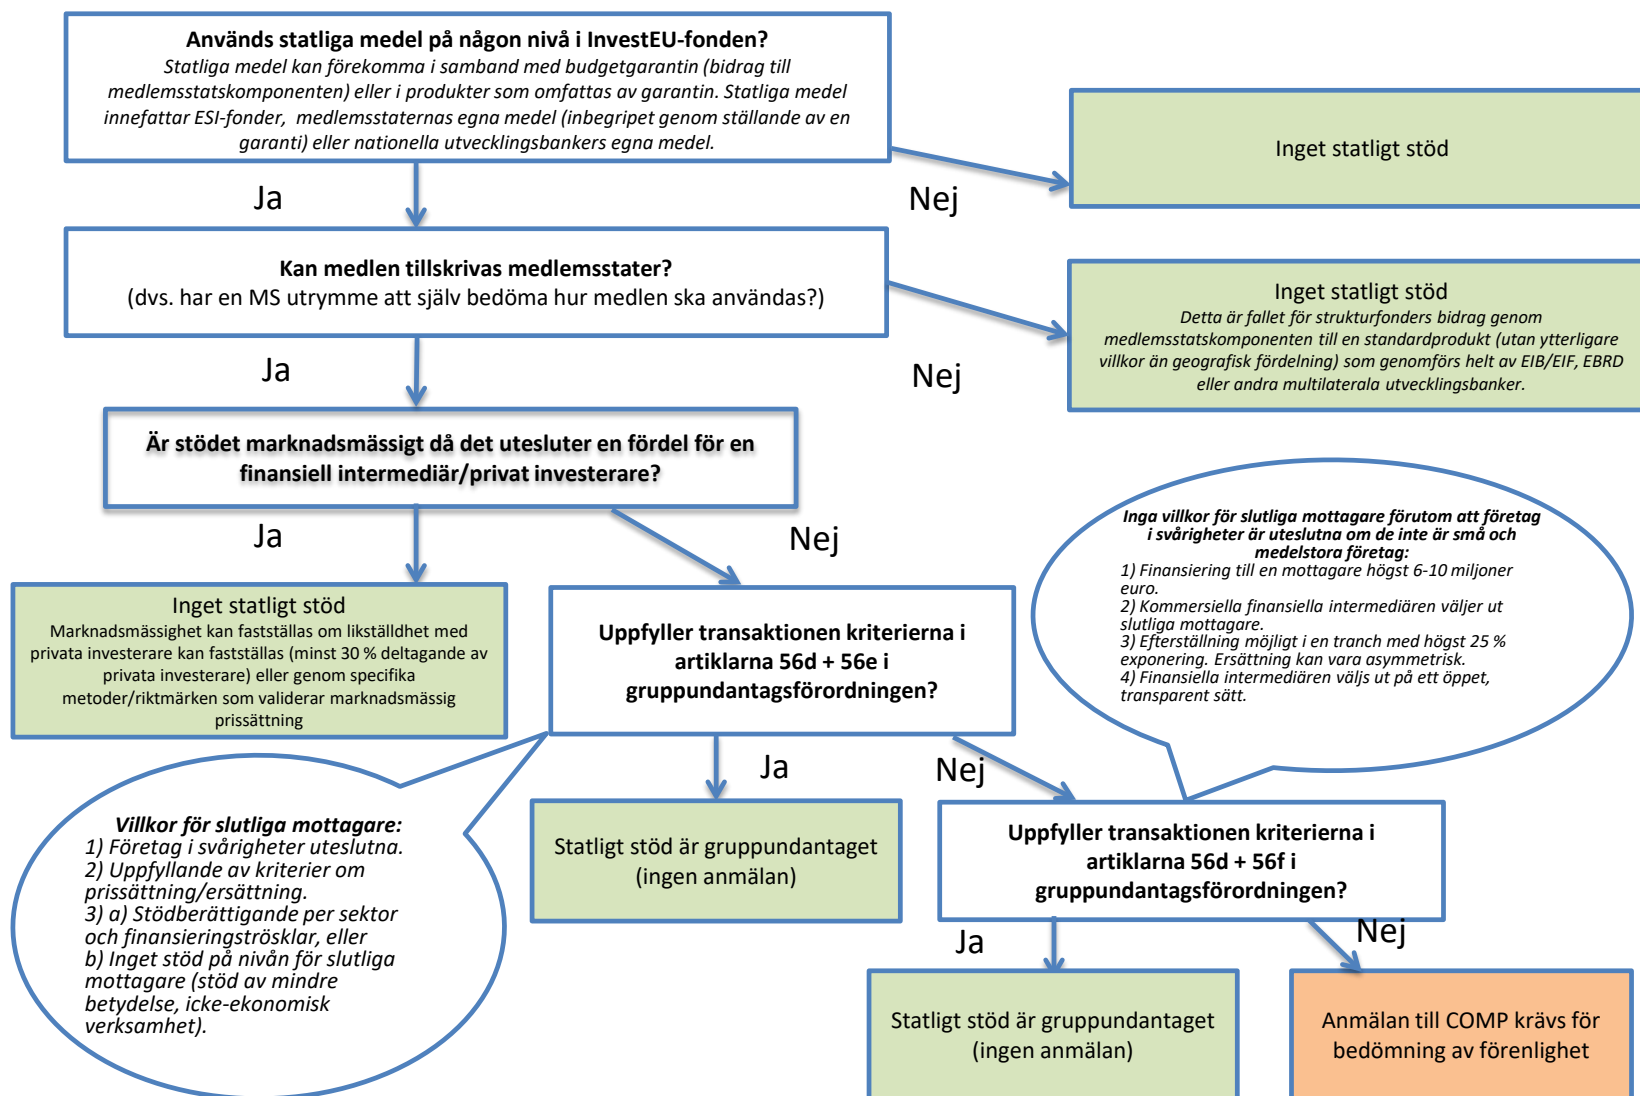 Används statliga medel på någon nivå i InvestEU-fonden?
Statliga medel kan förekomma i samband med budgetgarantin (bidrag till
medlemsstatskomponenten) eller i produkter som omfattas av garantin. Statliga medel
innefattar ESI-fonder,  medlemsstaternas egna medel (inbegripet genom ställande av en
garanti) eller nationella utvecklingsbankers egna medel.
Inget statligt stöd
Ja
Nej
Kan medlen tillskrivas medlemsstater?
(dvs. har en MS utrymme att själv bedöma hur medlen ska användas?)
Inget statligt stöd
Detta är fallet för strukturfonders bidrag genom
medlemsstatskomponenten till en standardprodukt (utan ytterligare
villkor än geografisk fördelning) som genomförs helt av EIB/EIF, EBRD
eller andra multilaterala utvecklingsbanker.
Ja
Nej
Är stödet marknadsmässigt då det utesluter en fördel för en
finansiell intermediär/privat investerare?
Ja
Nej
Inga villkor för slutliga mottagare förutom att företag
i svårigheter är uteslutna om de inte är små och
medelstora företag:
1) Finansiering till en mottagare högst 6-10 miljoner
euro.
2) Kommersiella finansiella intermediären väljer ut
slutliga mottagare.
3) Efterställning möjligt i en tranch med högst 25 %
exponering. Ersättning kan vara asymmetrisk.
4) Finansiella intermediären väljs ut på ett öppet,
transparent sätt.
Inget statligt stöd
Marknadsmässighet kan fastställas om likställdhet med
privata investerare kan fastställas (minst 30 % deltagande av
privata investerare) eller genom specifika
metoder/riktmärken som validerar marknadsmässig
prissättning
Uppfyller transaktionen kriterierna i
artiklarna 56d + 56e i
gruppundantagsförordningen?
Ja
Nej
Villkor för slutliga mottagare:
1) Företag i svårigheter uteslutna.
2) Uppfyllande av kriterier om
prissättning/ersättning.
3) a) Stödberättigande per sektor
och finansieringströsklar, eller
b) Inget stöd på nivån för slutliga
mottagare (stöd av mindre
betydelse, icke-ekonomisk
verksamhet).
Statligt stöd är gruppundantaget
(ingen anmälan)
Uppfyller transaktionen kriterierna i
artiklarna 56d + 56f i
gruppundantagsförordningen?
Ja
Nej
Statligt stöd är gruppundantaget
(ingen anmälan)
Anmälan till COMP krävs för
bedömning av förenlighet